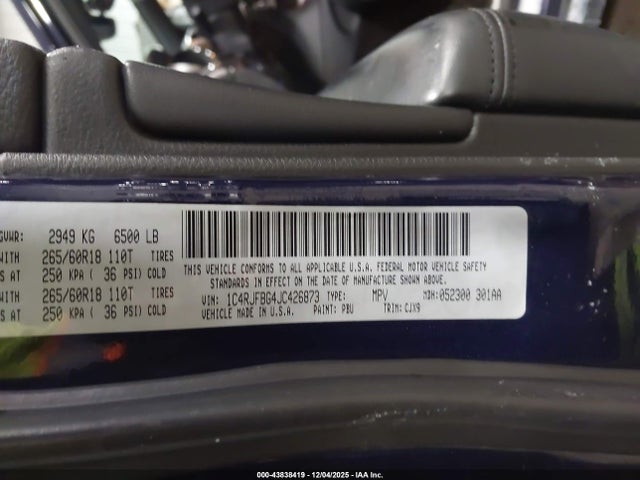 GVWR: 2949 KG 6500 LB
WITH 265/60R18 110T TIRES
S AT 250 KPA ( 36 PSI) COLD
WITH 265/60R18 110T TIRES
S AT 250 KPA ( 36 PSI) COLD
THIS VEHICLE CONFORMS TO ALL APPLICABLE U.S.A. FEDERAL MOTOR VEHICLE SAFETY
STANDARDS IN EFFECT ON THE DATE OF MANUFACTURE SHOWN ABOVE.
VIN: 1C4RJFBG4JC426873 TYPE: MPV MDH: 052300 301AA
VEHICLE MADE IN U.S.A. PAINT: PBU TRIM: CJX9
000-43838419 - 12/04/2025 - IAA Inc.